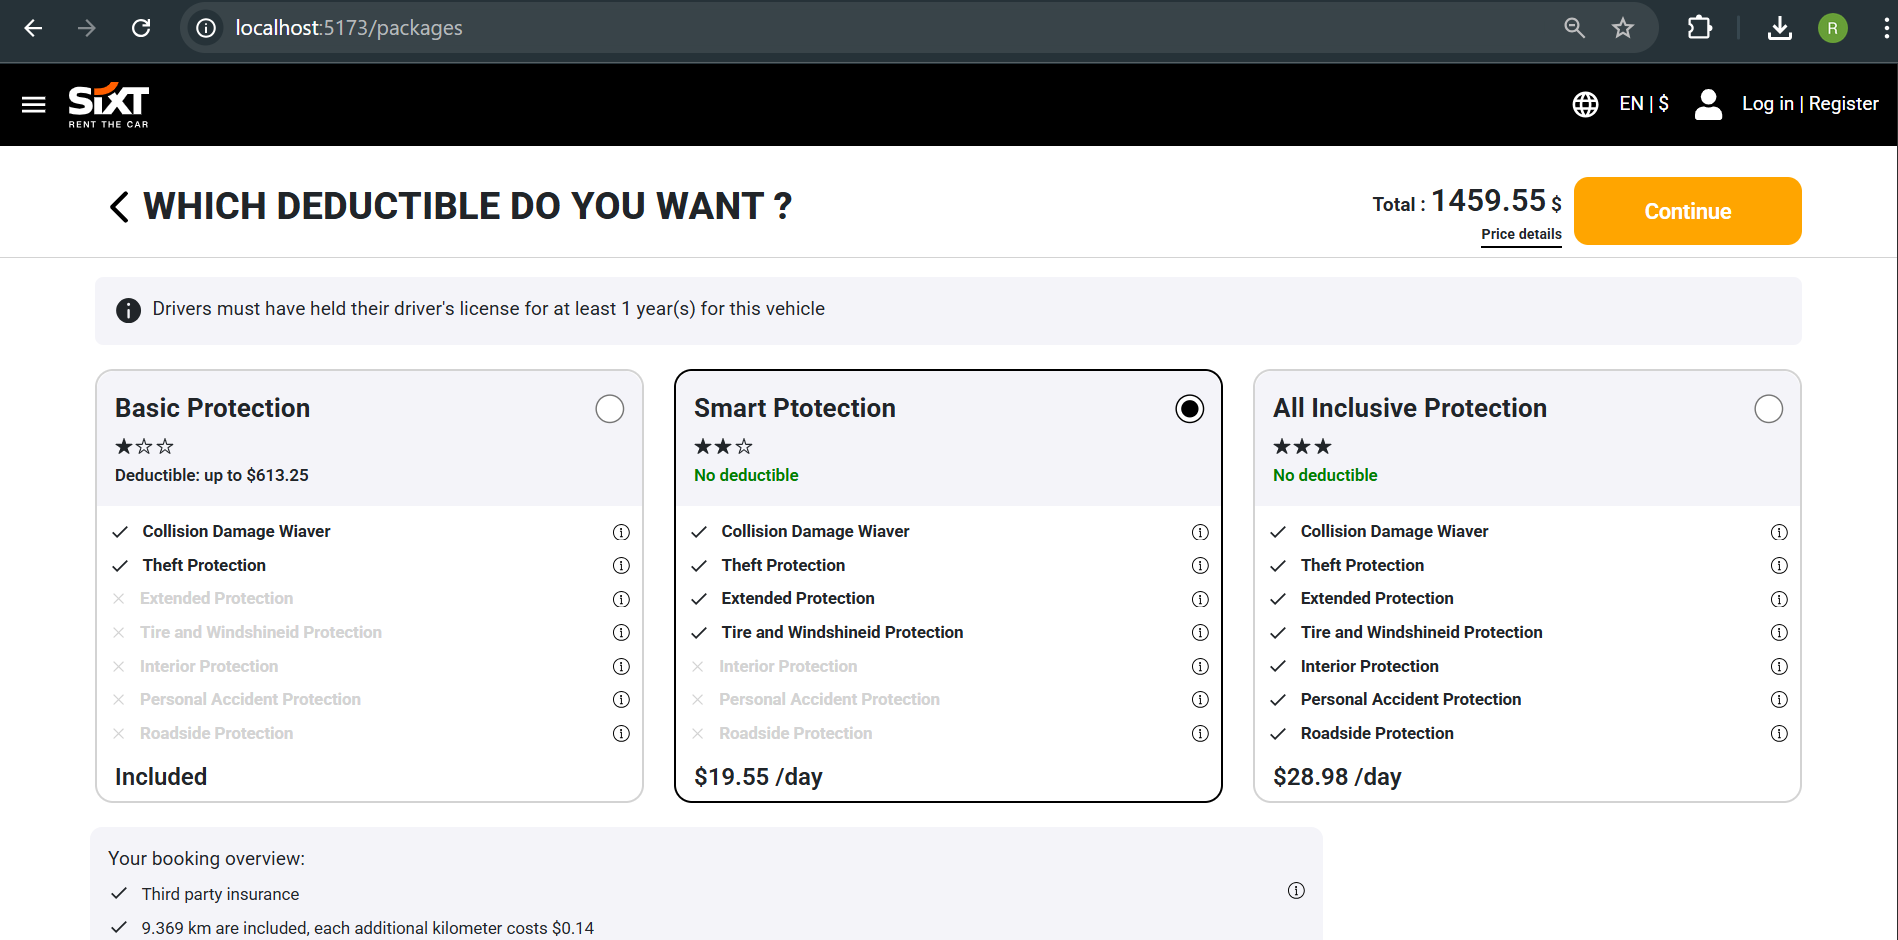 localhost:5173/packages
R
SIXT
RENT THE CAR
EN | $
Log in | Register
WHICH DEDUCTIBLE DO YOU WANT ?
Total : 1459.55 $
Price details
Continue
Drivers must have held their driver's license for at least 1 year(s) for this vehicle
Basic Protection
Deductible: up to $613.25
Collision Damage Wiaver
Theft Protection
Extended Protection
Tire and Windshineid Protection
Interior Protection
Personal Accident Protection
Roadside Protection
Included
Smart Ptotection
No deductible
Collision Damage Wiaver
Theft Protection
Extended Protection
Tire and Windshineid Protection
Interior Protection
Personal Accident Protection
Roadside Protection
$19.55 /day
All Inclusive Protection
No deductible
Collision Damage Wiaver
Theft Protection
Extended Protection
Tire and Windshineid Protection
Interior Protection
Personal Accident Protection
Roadside Protection
$28.98 /day
Your booking overview:
Third party insurance
9.369 km are included, each additional kilometer costs $0.14